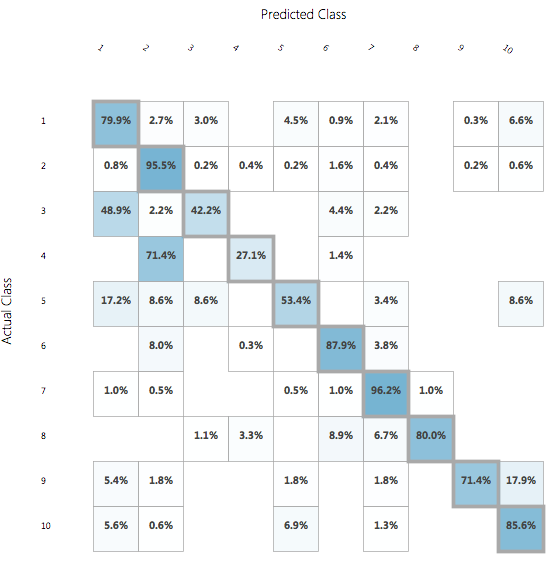 Predicted Class
1 2 3 4 5 6 7 8 9 10
1 79.9% 2.7% 3.0% 4.5% 0.9% 2.1% 0.3% 6.6%
2 0.8% 95.5% 0.2% 0.4% 0.2% 1.6% 0.4% 0.2% 0.6%
3 48.9% 2.2% 42.2% 4.4% 2.2%
4 71.4% 27.1% 1.4%
Actual Class
5 17.2% 8.6% 8.6% 53.4% 3.4% 8.6%
6 8.0% 0.3% 87.9% 3.8%
7 1.0% 0.5% 0.5% 1.0% 96.2% 1.0%
8 1.1% 3.3% 8.9% 6.7% 80.0%
9 5.4% 1.8% 1.8% 1.8% 71.4% 17.9%
10 5.6% 0.6% 6.9% 1.3% 85.6%